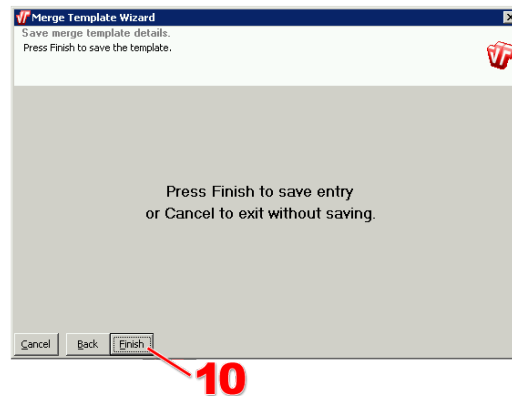 Merge Template Wizard
Save merge template details.
Press Finish to save the template.
Press Finish to save entry
or Cancel to exit without saving.
Cancel Back Finish
10